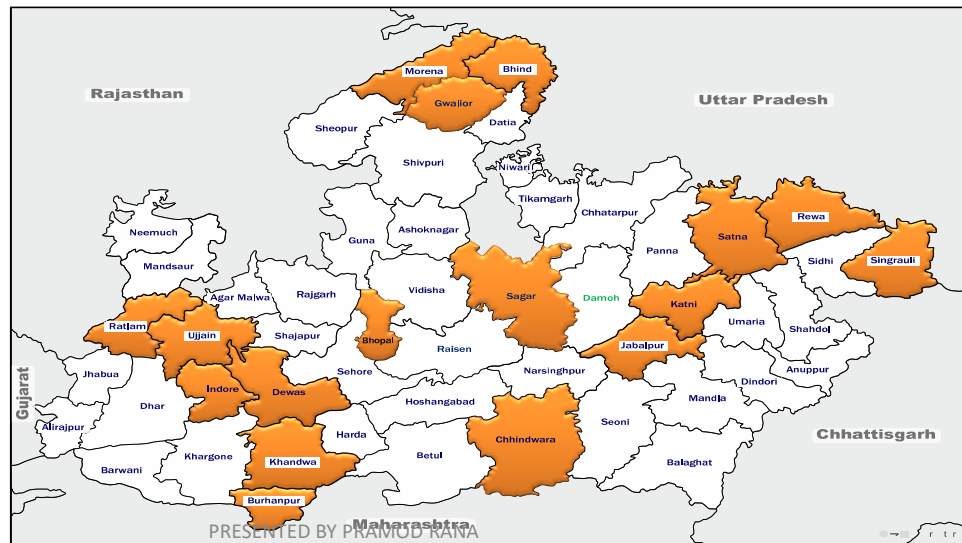 Morena
Bhind
Rajasthan
Gwalior
Uttar Pradesh
Datia
Sheopur
Shivpuri
Niwari
Tikamgarh
Chhatarpur
Rewa
Satna
Neemuch
Ashoknagar
Guna
Panna
Sidhi
Singrauli
Mandsaur
Vidisha
Agar Malwa
Rajgarh
Sagar
Damoh
Katni
Ratlam
Ujjain
Shajapur
Bhopal
Raisen
Umaria
Shahdol
Jabalpur
Jhabua
Sehore
Narsinghpur
Anuppur
Gujarat
Indore
Dewas
Dindori
Dhar
Hoshangabad
Mandla
Alirajpur
Harda
Chhindwara
Seoni
Chhattisgarh
Khargone
Khandwa
Betul
Barwani
Balaghat
Burhanpur
Maharashtra
PRESENTED BY PRAMOD RANA